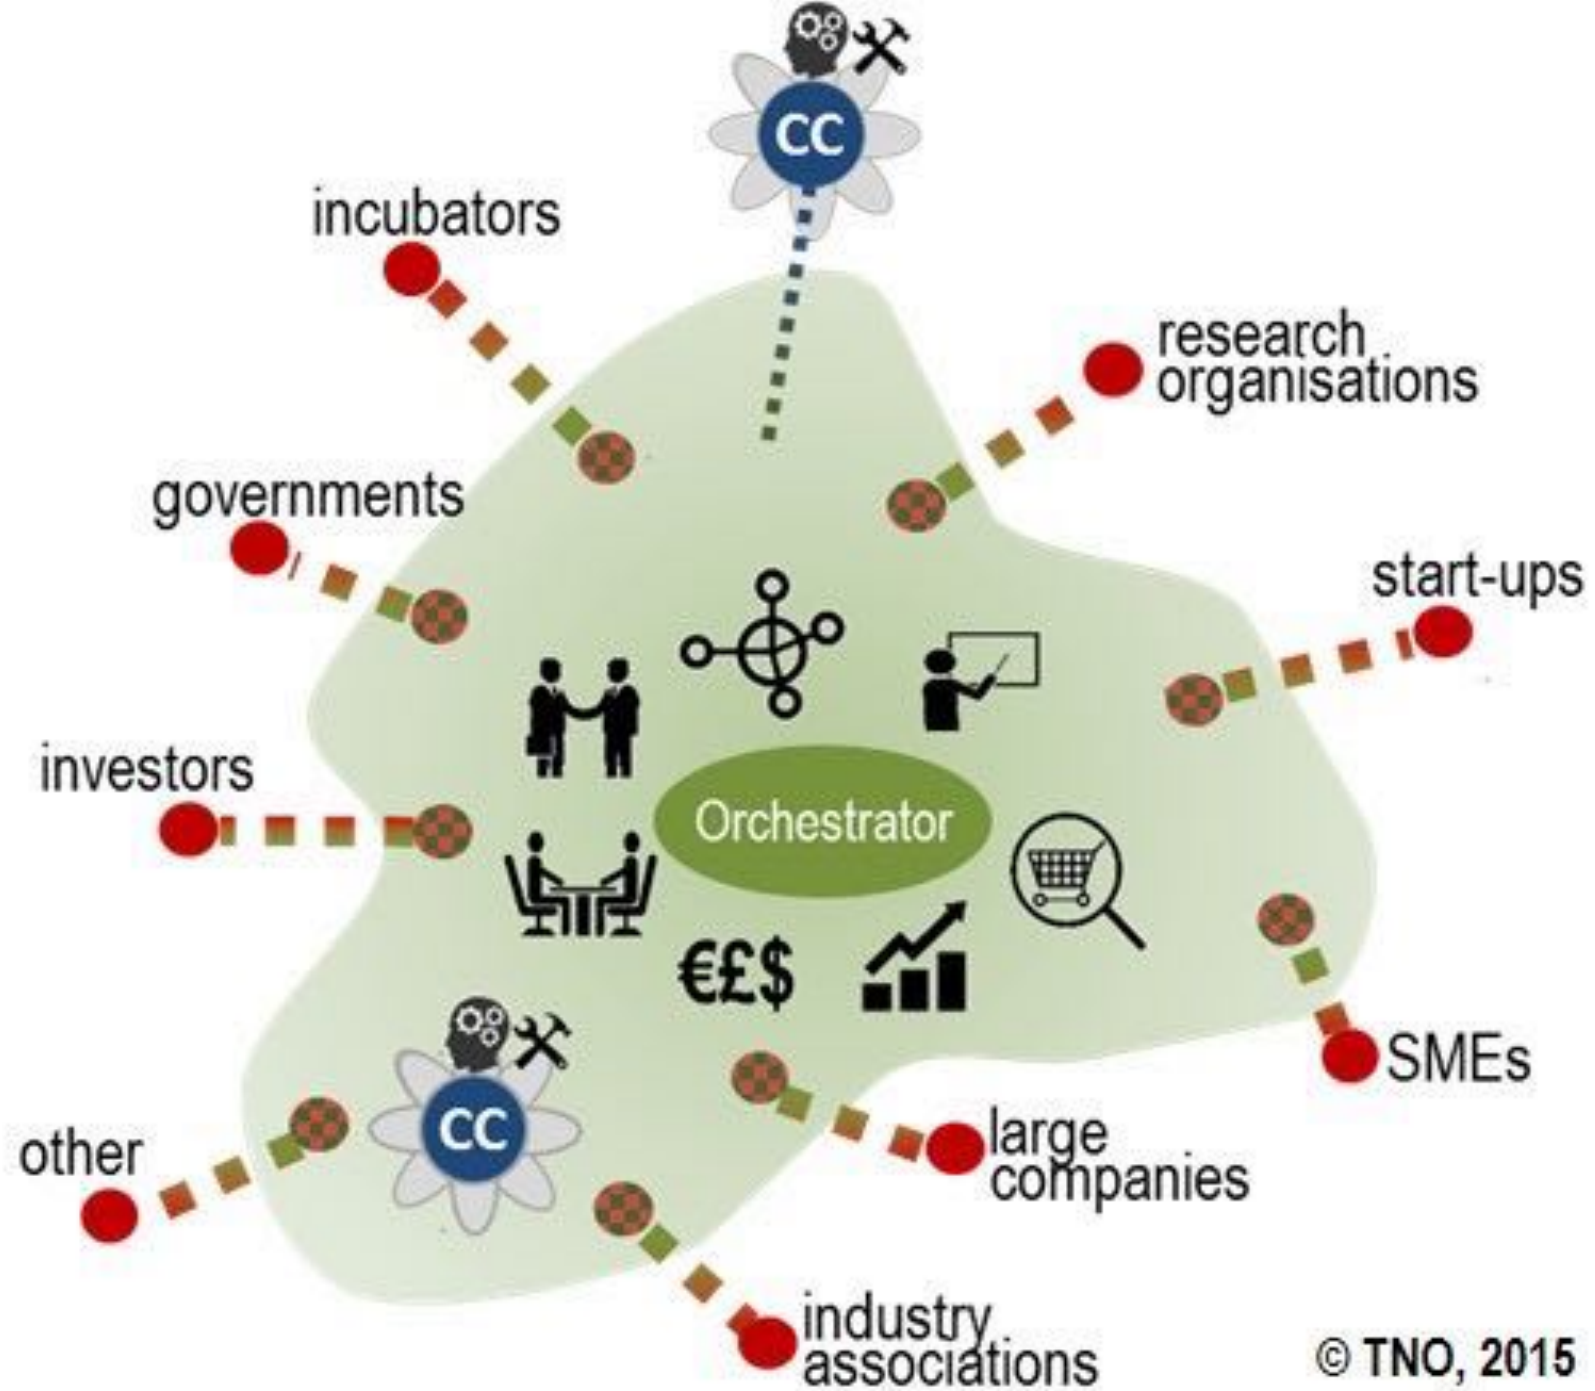 CC
incubators
research
organisations
governments
start-ups
investors
Orchestrator
€£$
CC
SMEs
other
large
companies
industry
associations
© TNO, 2015